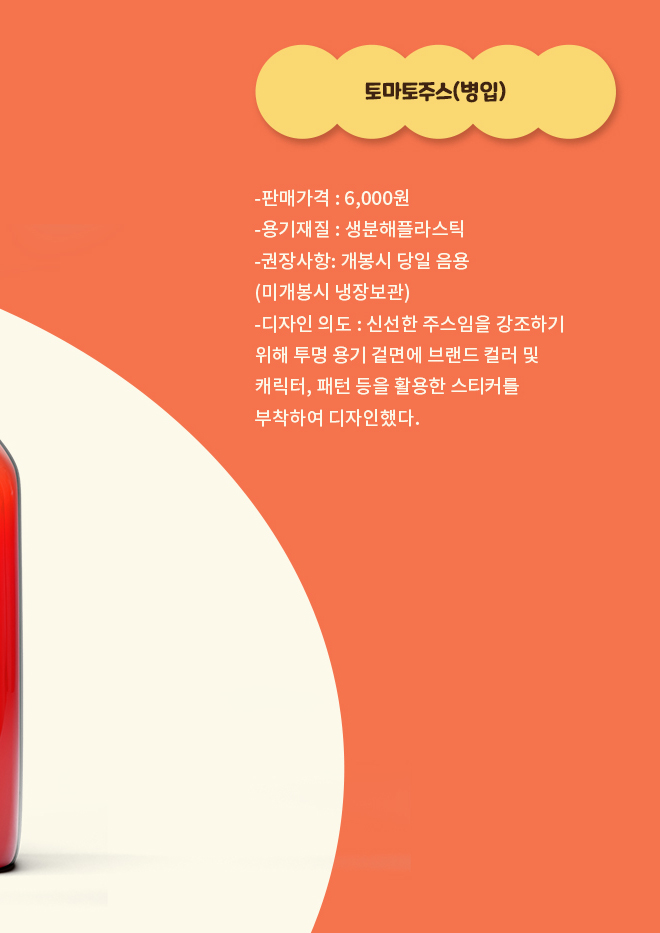 토마토주스(병입)
-판매가격 : 6,000원
-용기재질 : 생분해플라스틱
-권장사항: 개봉시 당일 음용
(미개봉시 냉장보관)
-디자인 의도 : 신선한 주스임을 강조하기
위해 투명 용기 겉면에 브랜드 컬러 및
캐릭터, 패턴 등을 활용한 스티커를
부착하여 디자인했다.